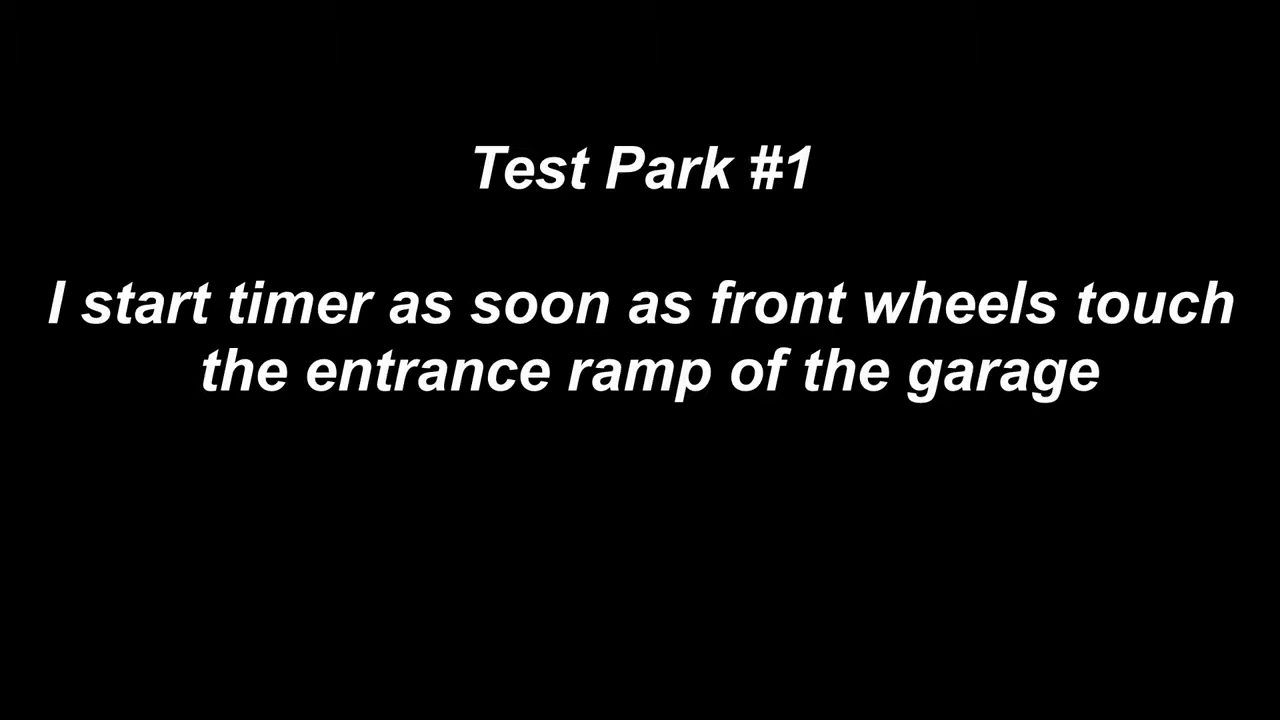 Test Park #1
I start timer as soon as front wheels touch
the entrance ramp of the garage